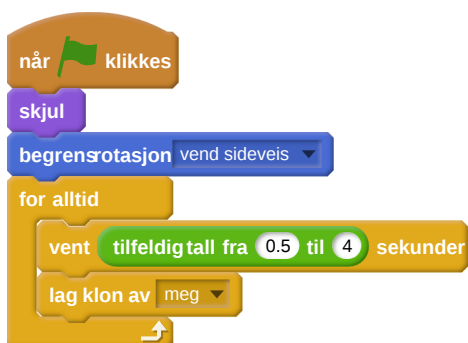 når klikkes
skjul
begrens rotasjon vend sideveis
for alltid
vent tilfeldig tall fra 0.5 til 4 sekunder
lag klon av meg